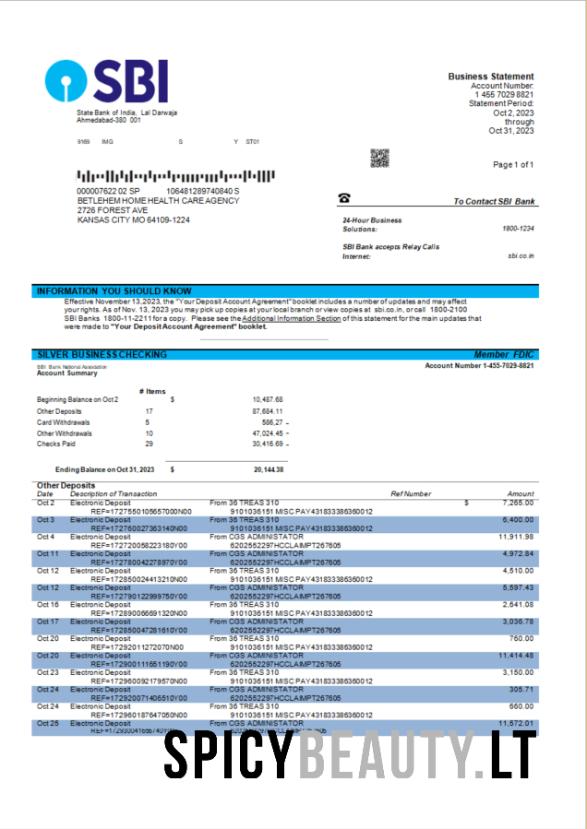 SBI
State Bank of India, Lal Darwaja
Ahmedabad-380 001
Business Statement
Account Number:
1 455 7029 8821
Statement Period:
Oct 2, 2023
through
Oct 31, 2023
9169 IMG S Y ST01
Page 1 of 1
000007622 02 SP 106481289740840 S
BETLEHEM HOME HEALTH CARE AGENCY
2726 FOREST AVE
KANSAS CITY MO 64109-1224
To Contact SBI Bank
24-Hour Business
Solutions: 1800-1234
SBI Bank accepts Relay Calls
Internet: sbi.co.in
INFORMATION YOU SHOULD KNOW
Effective November 13,2023, the "Your Deposit Account Agreement" booklet includes a number of updates and may affect
your rights. As of Nov. 13, 2023 you may pick up copies at your local branch or view copies at sbi.co.in, or call 1800-2100
SBI Banks 1800-11-2211 for a copy. Please see the Additional Information Section of this statement for the main updates that
were made to "Your Deposit Account Agreement" booklet.
SILVER BUSINESS CHECKING Member FDIC
SBI Bank National Association
Account Summary
Account Number 1-455-7029-8821
# Items
Beginning Balance on Oct 2 $ 10,487.68
Other Deposits 17 87,684.11
Card Withdrawals 5 586,27 -
Other Withdrawals 10 47,024.45 -
Checks Paid 29 30,416.69 -
Ending Balance on Oct 31, 2023 $ 20,144.38
Other Deposits
Date Description of Transaction Ref Number Amount
Oct 2 Electronic Deposit From 36 TREAS 310 $ 7,265.00
REF=1727550105657000N00 9101036151 MISC PAY431833386360012
Oct 3 Electronic Deposit From 36 TREAS 310 6,400.00
REF=172760027363140N00 9101036151 MISC PAY431833386360012
Oct 4 Electronic Deposit From CGS ADMINISTATOR 11,911.98
REF=172720058223180Y00 6202552297HCCLAIMPT267605
Oct 11 Electronic Deposit From CGS ADMINISTATOR 4,972.84
REF=172780042278970Y00 6202552297HCCLAIMPT267605
Oct 12 Electronic Deposit From 36 TREAS 310 4,510.00
REF=172850024413210N00 9101036151 MISC PAY431833386360012
Oct 12 Electronic Deposit From CGS ADMINISTATOR 5,597.43
REF=172790122999750Y00 6202552297HCCLAIMPT267605
Oct 16 Electronic Deposit From 36 TREAS 310 2,641.08
REF=172890066691320N00 9101036151 MISC PAY431833386360012
Oct 17 Electronic Deposit From CGS ADMINISTATOR 3,036.78
REF=172850047281610Y00 6202552297HCCLAIMPT267605
Oct 20 Electronic Deposit From 36 TREAS 310 760.00
REF=17292011272070N00 9101036151 MISC PAY431833386360012
Oct 20 Electronic Deposit From CGS ADMINISTATOR 11,414.48
REF=172900111651190Y00 6202552297HCCLAIMPT267605
Oct 23 Electronic Deposit From 36 TREAS 310 3,150.00
REF=172960092179570N00 9101036151 MISC PAY431833386360012
Oct 24 Electronic Deposit From CGS ADMINISTATOR 305.71
REF=172920071406510Y00 6202552297HCCLAIMPT267605
Oct 24 Electronic Deposit From 36 TREAS 310 660.00
REF=172960187647050N00 9101036151 MISC PAY431833386360012
Oct 25 Electronic Deposit From CGS ADMINISTATOR 11,572.01
SPICYBEAUTY.LT